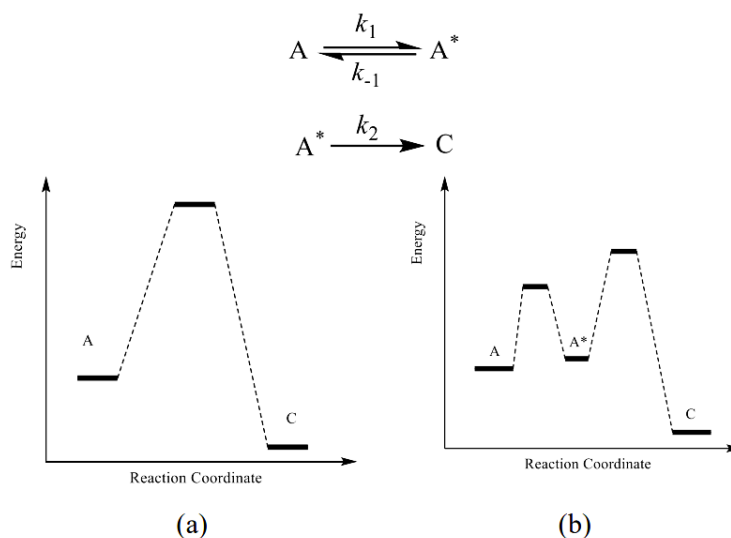 k₁
A ⇌ A*
k₋₁
k₂
A* → C
Energy
A
C
Reaction Coordinate
(a)
Energy
A
A*
C
Reaction Coordinate
(b)